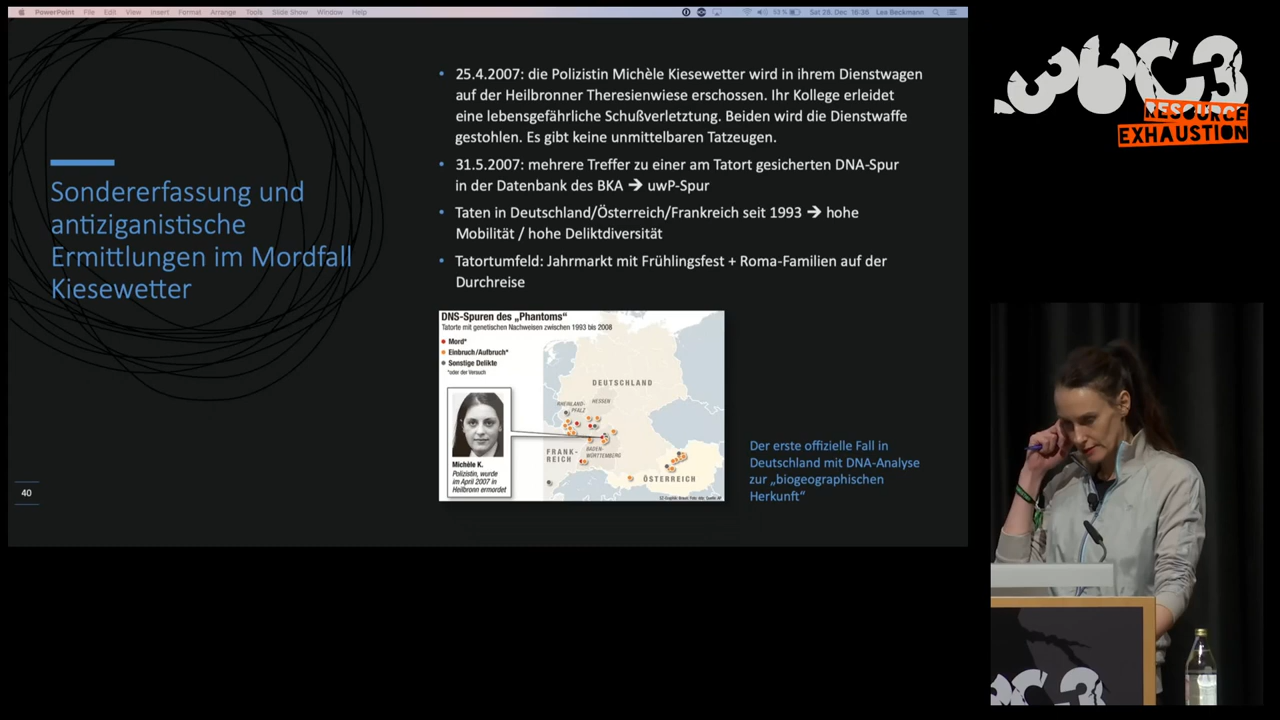 PowerPoint File Edit View Insert Format Arrange Tools Slide Show Window Help
53 % Sat 28. Dec 16:36 Lea Beckmann
Sondererfassung und
antiziganistische
Ermittlungen im Mordfall
Kiesewetter
40
• 25.4.2007: die Polizistin Michèle Kiesewetter wird in ihrem Dienstwagen
auf der Heilbronner Theresienwiese erschossen. Ihr Kollege erleidet
eine lebensgefährliche Schußverletztung. Beiden wird die Dienstwaffe
gestohlen. Es gibt keine unmittelbaren Tatzeugen.
• 31.5.2007: mehrere Treffer zu einer am Tatort gesicherten DNA-Spur
in der Datenbank des BKA → uwP-Spur
• Taten in Deutschland/Österreich/Frankreich seit 1993 → hohe
Mobilität / hohe Deliktdiversität
• Tatortumfeld: Jahrmarkt mit Frühlingsfest + Roma-Familien auf der
Durchreise
DNS-Spuren des „Phantoms“
Tatorte mit genetischen Nachweisen zwischen 1993 bis 2008
Mord*
Einbruch/Aufbruch*
Sonstige Delikte
*oder der Versuch
DEUTSCHLAND
HESSEN
RHEINLAND-
PFALZ
FRANK-
REICH
BADEN-
WÜRTTEMBERG
ÖSTERREICH
Michèle K.
Polizistin, wurde
im April 2007 in
Heilbronn ermordet
Der erste offizielle Fall in
Deutschland mit DNA-Analyse
zur „biogeographischen
Herkunft“
36C3
RESOURCE
EXHAUSTION